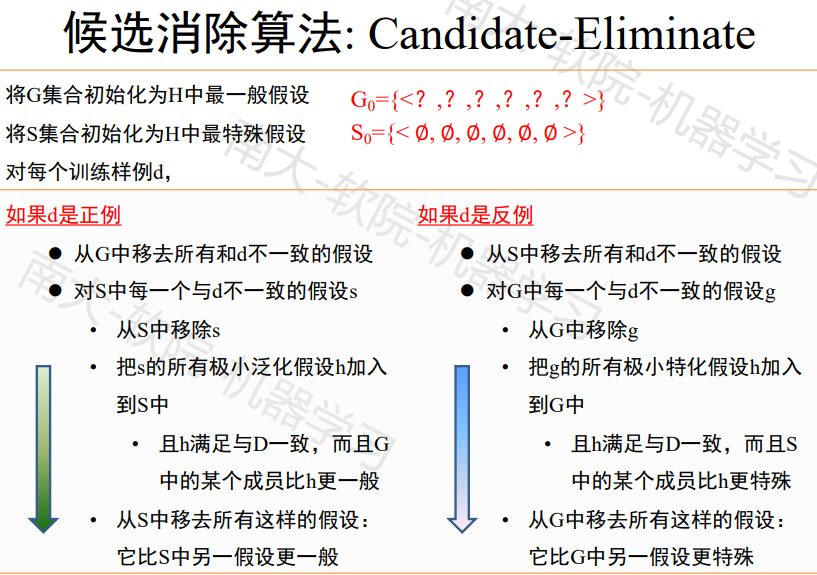 候选消除算法: Candidate-Eliminate
将G集合初始化为H中最一般假设
G0={<？,？,？,？,？,？>}
将S集合初始化为H中最特殊假设
S0={< ∅, ∅, ∅, ∅, ∅, ∅ >}
对每个训练样例d，
如果d是正例
● 从G中移去所有和d不一致的假设
● 对S中每一个与d不一致的假设s
• 从S中移除s
• 把s的所有极小泛化假设h加入
到S中
• 且h满足与D一致，而且G
中的某个成员比h更一般
• 从S中移去所有这样的假设：
它比S中另一假设更一般
如果d是反例
● 从S中移去所有和d不一致的假设
● 对G中每一个与d不一致的假设g
• 从G中移除g
• 把g的所有极小特化假设h加入
到G中
• 且h满足与D一致，而且S
中的某个成员比h更特殊
• 从G中移去所有这样的假设：
它比G中另一假设更特殊
南大-软院-机器学习
南大-软院-机器学习
南大-软院-机器学习